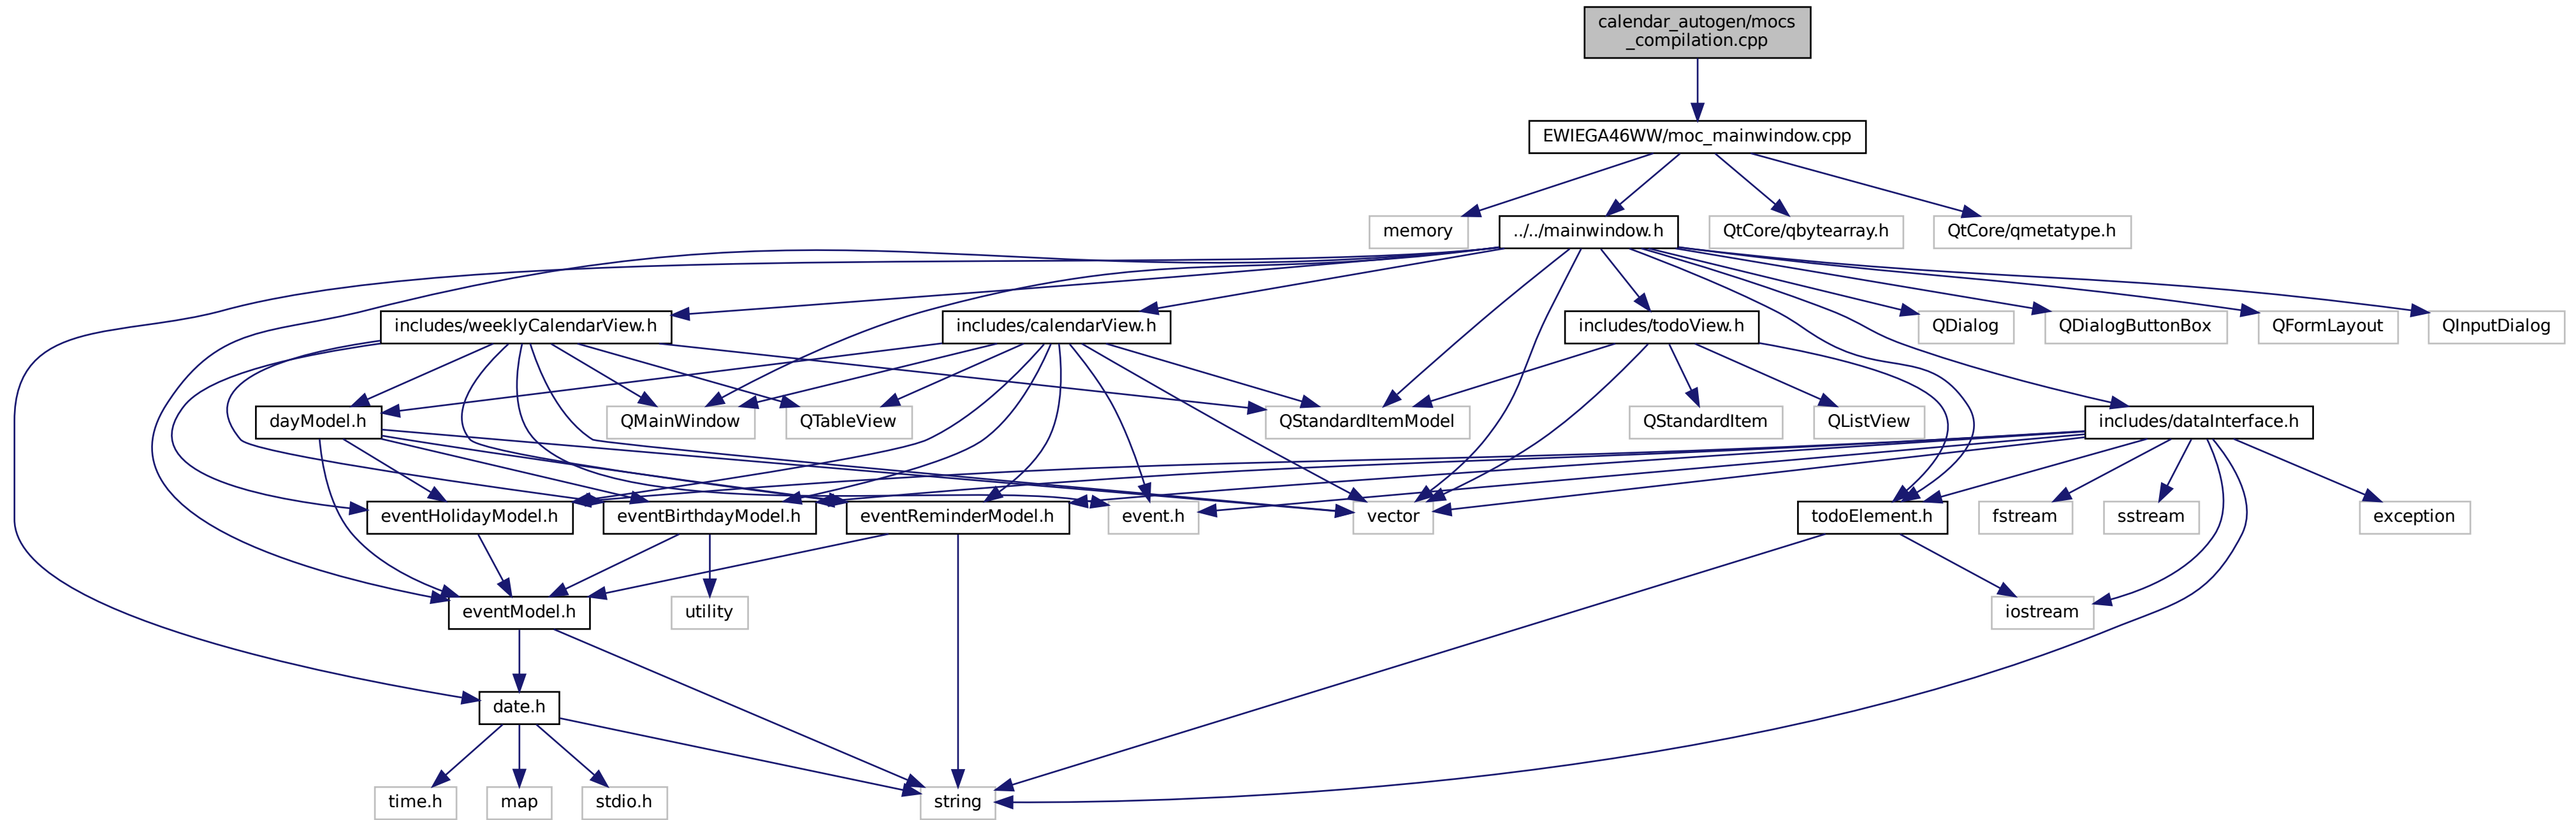 calendar_autogen/mocs
_compilation.cpp
EWIEGA46WW/moc_mainwindow.cpp
memory
../../mainwindow.h
QtCore/qbytearray.h
QtCore/qmetatype.h
includes/weeklyCalendarView.h
includes/calendarView.h
includes/todoView.h
QDialog
QDialogButtonBox
QFormLayout
QInputDialog
dayModel.h
QMainWindow
QTableView
QStandardItemModel
QStandardItem
QListView
includes/dataInterface.h
eventHolidayModel.h
eventBirthdayModel.h
eventReminderModel.h
event.h
vector
todoElement.h
fstream
sstream
exception
eventModel.h
utility
iostream
date.h
time.h
map
stdio.h
string